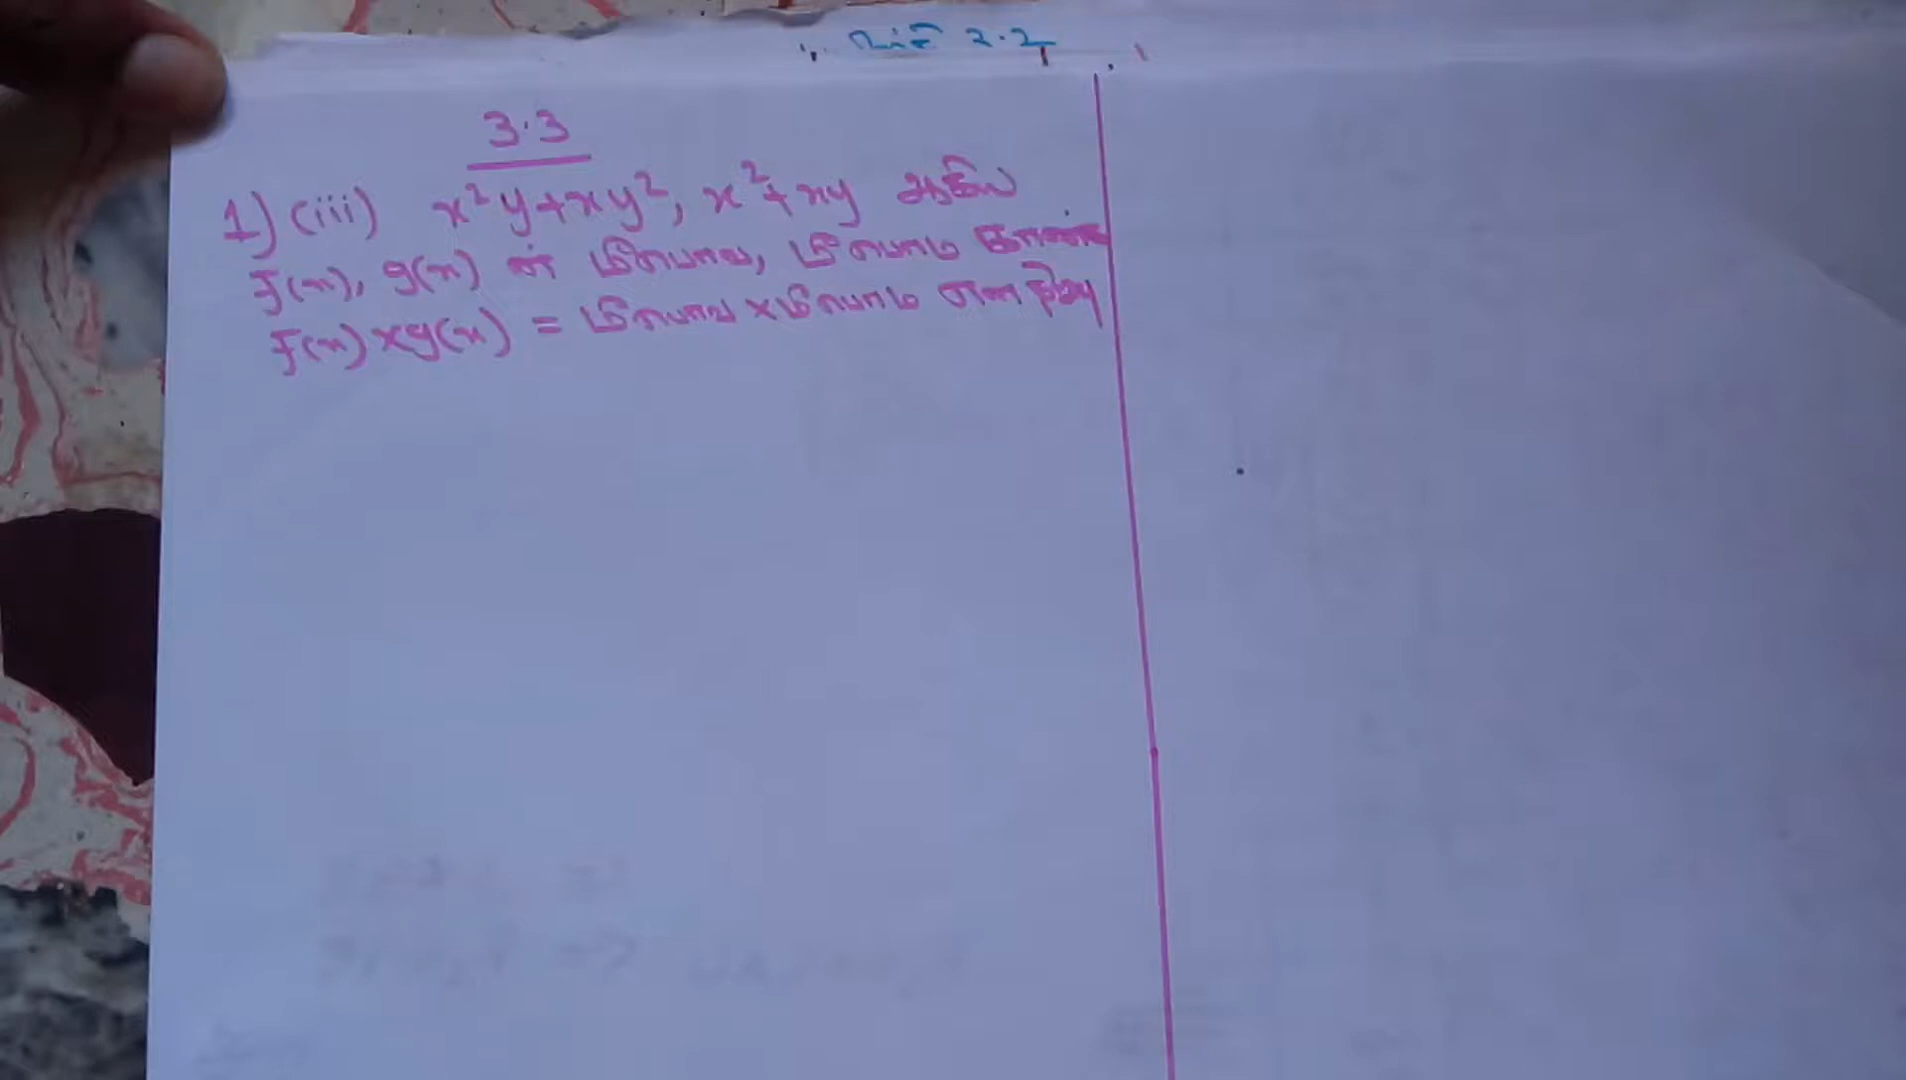 3.3
1) (iii) x²y+xy², x²+xy ஆகிய
f(x), g(x) ன் மீபொவ, மீபொம காண்க
f(x) x g(x) = மீபொவ x மீபொம என நிறுவு